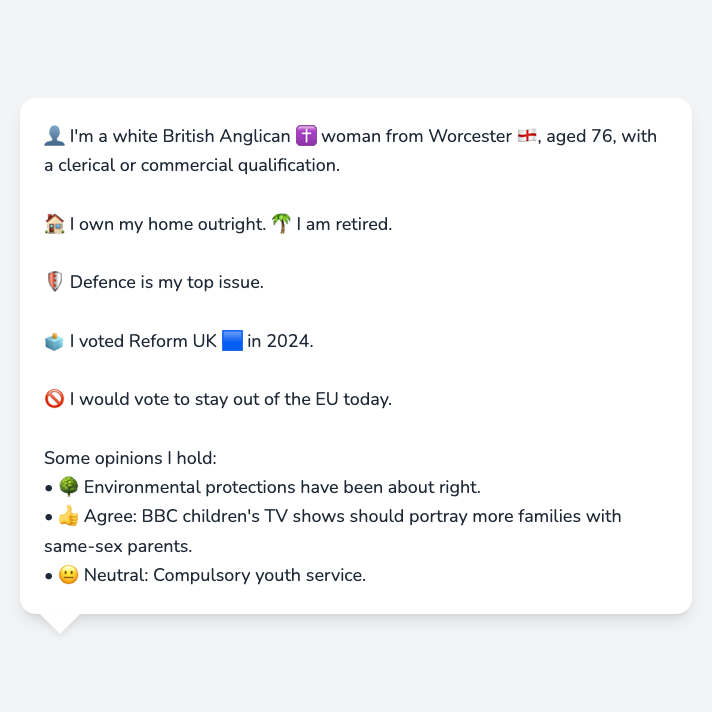 👤 I'm a white British Anglican ✝️ woman from Worcester 🏴󠁧󠁢󠁥󠁮󠁧󠁿, aged 76, with
a clerical or commercial qualification.
🏠 I own my home outright. 🌴 I am retired.
🛡️ Defence is my top issue.
🗳️ I voted Reform UK 🟦 in 2024.
🚫 I would vote to stay out of the EU today.
Some opinions I hold:
• 🌳 Environmental protections have been about right.
• 👍 Agree: BBC children's TV shows should portray more families with
same-sex parents.
• 😐 Neutral: Compulsory youth service.